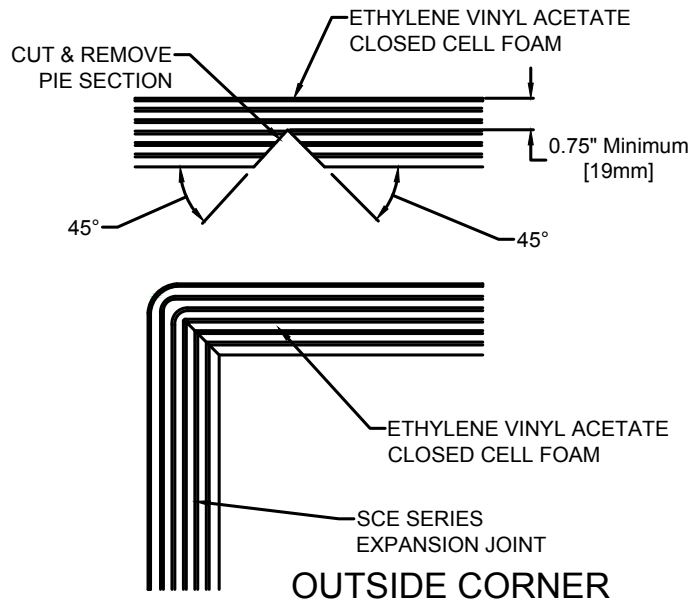 ETHYLENE VINYL ACETATE
CLOSED CELL FOAM
CUT & REMOVE
PIE SECTION
0.75" Minimum
[19mm]
45°
45°
ETHYLENE VINYL ACETATE
CLOSED CELL FOAM
SCE SERIES
EXPANSION JOINT
OUTSIDE CORNER